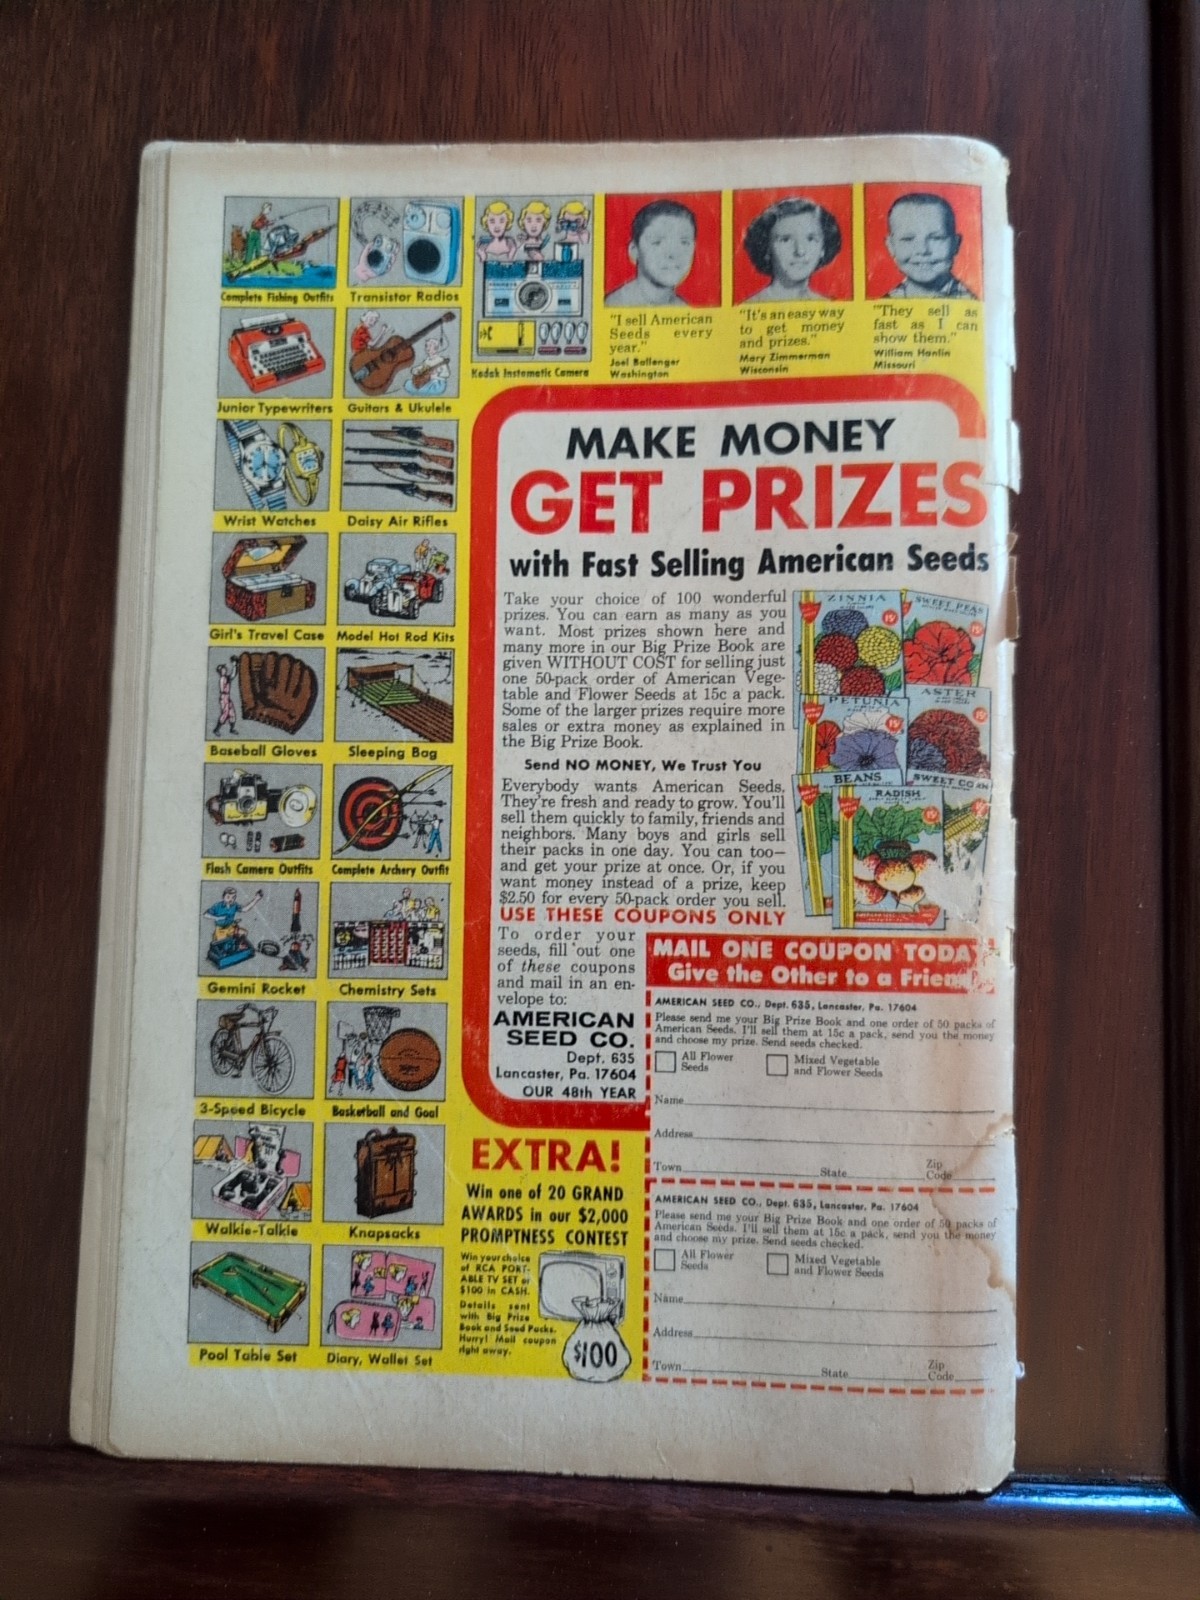 Complete Fishing Outfits
Transistor Radios
Kodak Instamatic Camera
"I sell American
Seeds every
year."
Joel Ballenger
Washington
"It's an easy way
to get money
and prizes."
Mary Zimmerman
Wisconsin
"They sell as
fast as I can
show them."
William Hanlin
Missouri
Junior Typewriters
Guitars & Ukulele
Wrist Watches
Daisy Air Rifles
Girl's Travel Case
Model Hot Rod Kits
Baseball Gloves
Sleeping Bag
Flash Camera Outfits
Complete Archery Outfit
Gemini Rocket
Chemistry Sets
3-Speed Bicycle
Basketball and Goal
Walkie-Talkie
Knapsacks
Pool Table Set
Diary, Wallet Set
MAKE MONEY
GET PRIZES
with Fast Selling American Seeds
Take your choice of 100 wonderful
prizes. You can earn as many as you
want. Most prizes shown here and
many more in our Big Prize Book are
given WITHOUT COST for selling just
one 50-pack order of American Vege-
table and Flower Seeds at 15c a pack.
Some of the larger prizes require more
sales or extra money as explained in
the Big Prize Book.
Send NO MONEY, We Trust You
Everybody wants American Seeds.
They're fresh and ready to grow. You'll
sell them quickly to family, friends and
neighbors. Many boys and girls sell
their packs in one day. You can too—
and get your prize at once. Or, if you
want money instead of a prize, keep
$2.50 for every 50-pack order you sell.
USE THESE COUPONS ONLY
ZINNIA
15¢
SWEET PEAS
15¢
PETUNIA
15¢
ASTER
15¢
BEANS
SWEET CO
RADISH
15¢
To order your
seeds, fill out one
of these coupons
and mail in an en-
velope to:
AMERICAN
SEED CO.
Dept. 635
Lancaster, Pa. 17604
OUR 48th YEAR
MAIL ONE COUPON TODA
Give the Other to a Friend
AMERICAN SEED CO., Dept. 635, Lancaster, Pa. 17604
Please send me your Big Prize Book and one order of 50 packs of
American Seeds. I'll sell them at 15c a pack, send you the money
and choose my prize. Send seeds checked.
All Flower
Seeds
Mixed Vegetable
and Flower Seeds
Name
Address
Town State Zip
Code
AMERICAN SEED CO., Dept. 635, Lancaster, Pa. 17604
Please send me your Big Prize Book and one order of 50 packs of
American Seeds. I'll sell them at 15c a pack, send you the money
and choose my prize. Send seeds checked.
All Flower
Seeds
Mixed Vegetable
and Flower Seeds
Name
Address
Town State Zip
Code
EXTRA!
Win one of 20 GRAND
AWARDS in our $2,000
PROMPTNESS CONTEST
Win your choice
of RCA PORT-
ABLE TV SET or
$100 in CASH.
Details sent
with Big Prize
Book and Seed Packs.
Hurry! Mail coupon
right away.
$100